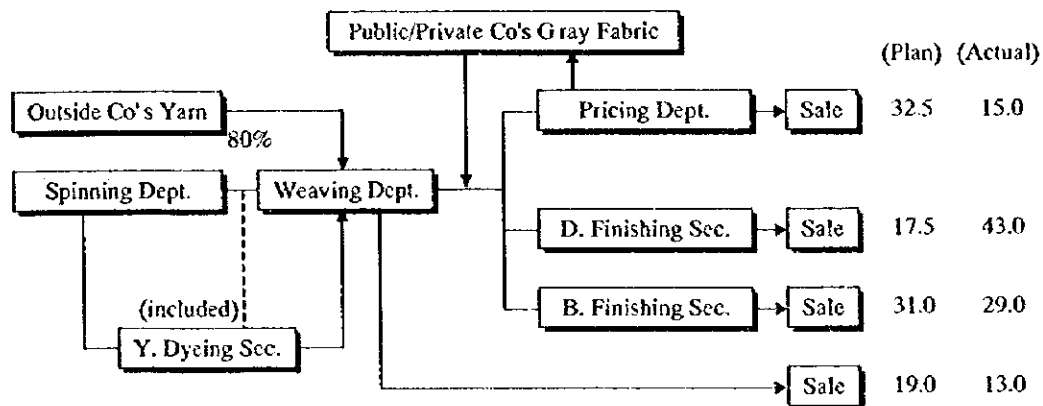 Public/Private Co's Gray Fabric
(Plan) (Actual)
Outside Co's Yarn
80%
Pricing Dept. Sale 32.5 15.0
Spinning Dept. Weaving Dept.
D. Finishing Sec. Sale 17.5 43.0
(included)
B. Finishing Sec. Sale 31.0 29.0
Y. Dyeing Sec.
Sale 19.0 13.0